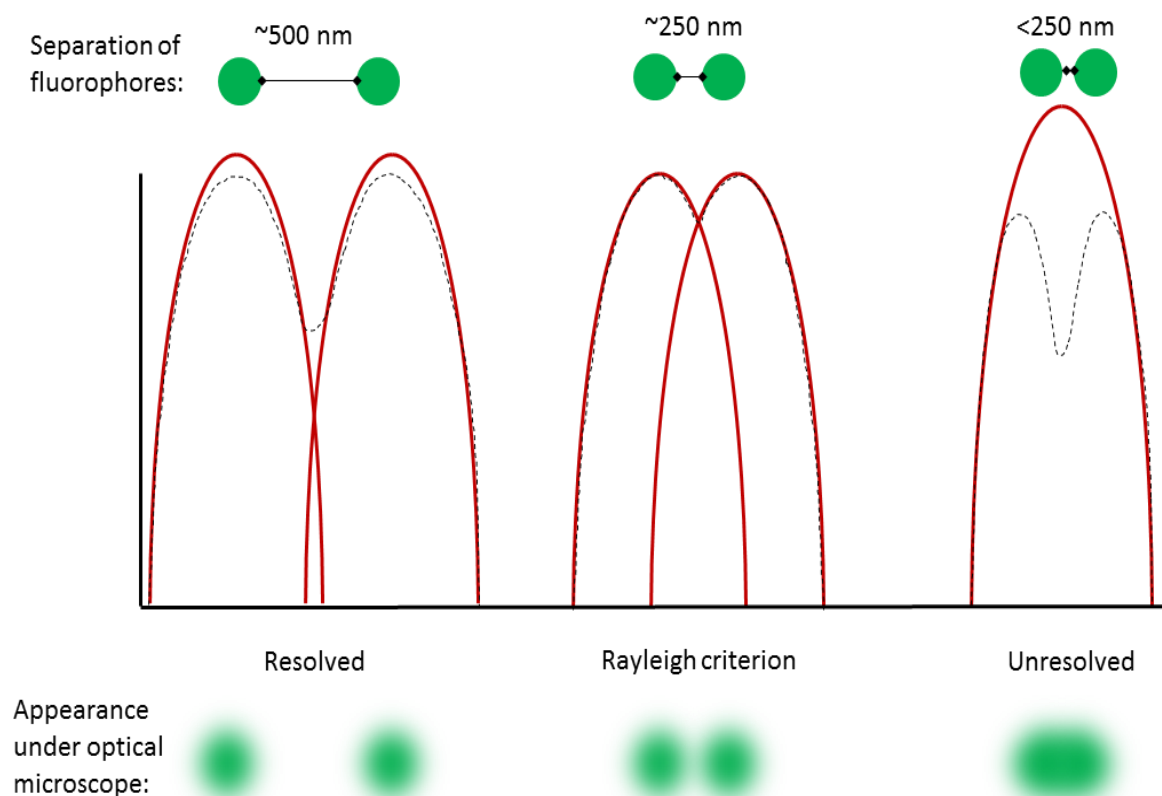 Separation of
fluorophores:
~500 nm
~250 nm
<250 nm
Resolved
Rayleigh criterion
Unresolved
Appearance
under optical
microscope: